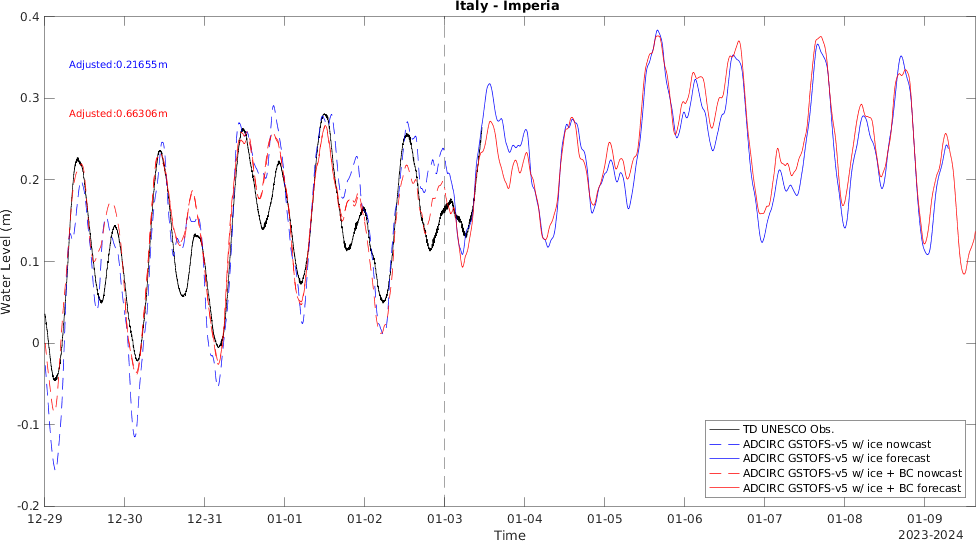 Italy - Imperia
Adjusted:0.21655m
Adjusted:0.66306m
Water Level (m)
0.4
0.3
0.2
0.1
0
-0.1
-0.2
12-29
12-30
12-31
01-01
01-02
01-03
01-04
01-05
01-06
01-07
01-08
01-09
Time
2023-2024
TD UNESCO Obs.
ADCIRC GSTOFS-v5 w/ ice nowcast
ADCIRC GSTOFS-v5 w/ ice forecast
ADCIRC GSTOFS-v5 w/ ice + BC nowcast
ADCIRC GSTOFS-v5 w/ ice + BC forecast